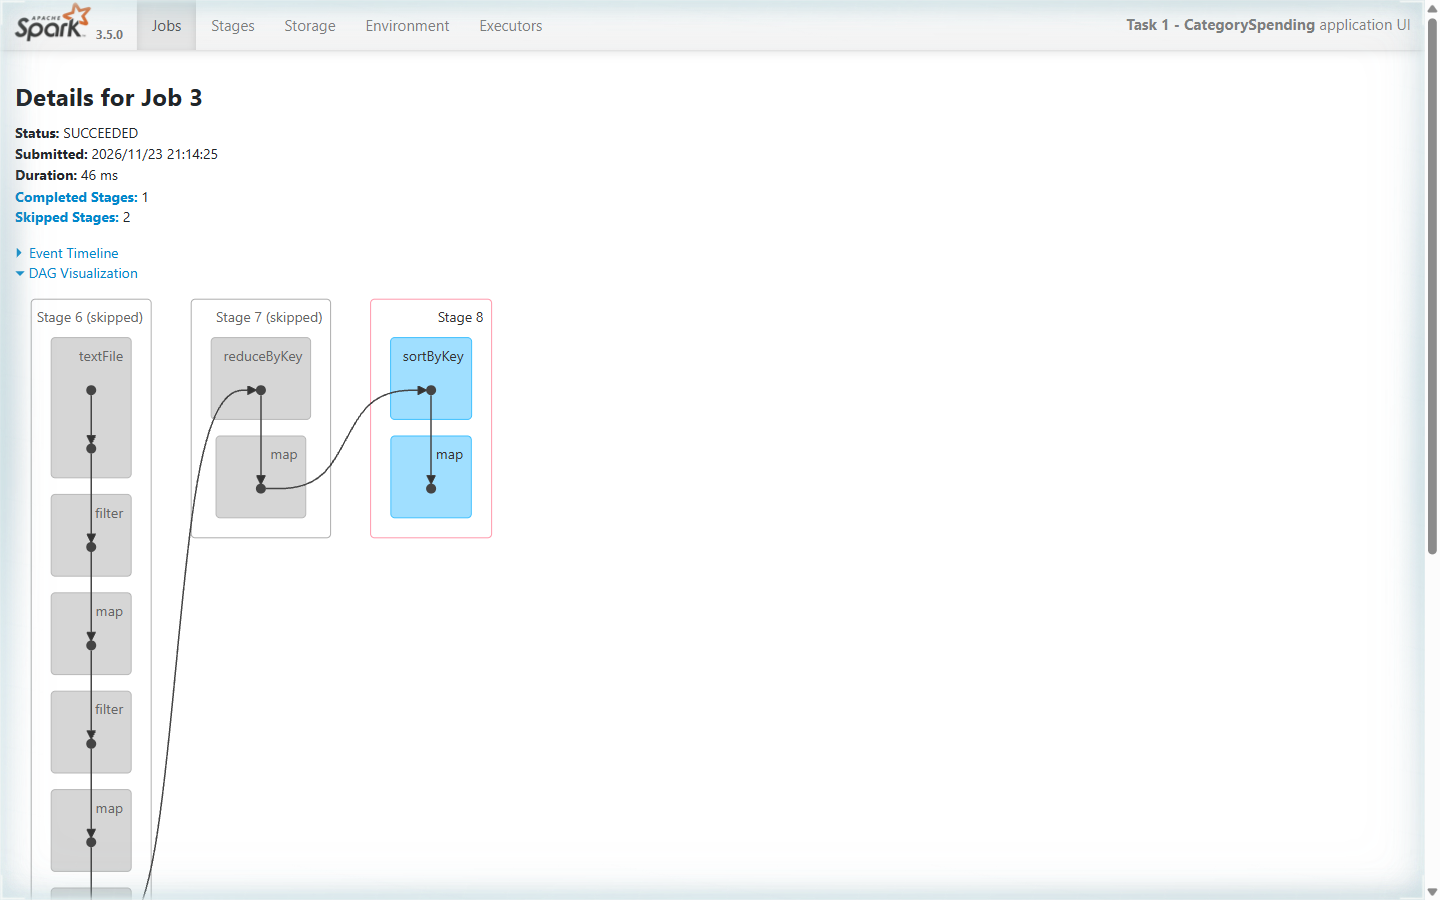 APACHE
Spark 3.5.0
Jobs
Stages
Storage
Environment
Executors
Task 1 - CategorySpending application UI
Details for Job 3
Status: SUCCEEDED
Submitted: 2026/11/23 21:14:25
Duration: 46 ms
Completed Stages: 1
Skipped Stages: 2
Event Timeline
DAG Visualization
Stage 6 (skipped)
textFile
filter
map
filter
map
Stage 7 (skipped)
reduceByKey
map
Stage 8
sortByKey
map